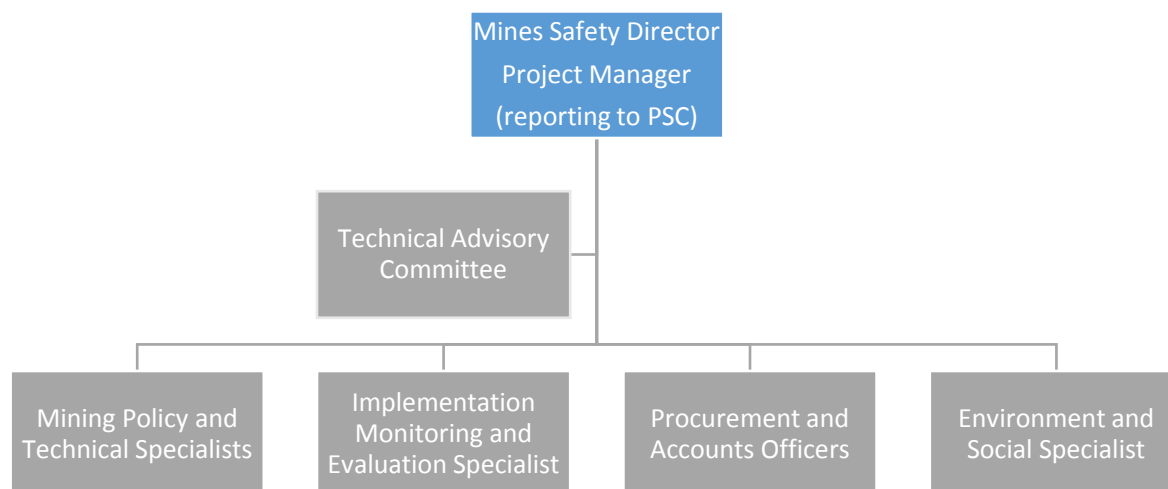 Mines Safety Director
Project Manager
(reporting to PSC)
Technical Advisory
Committee
Mining Policy and
Technical Specialists
Implementation
Monitoring and
Evaluation Specialist
Procurement and
Accounts Officers
Environment and
Social Specialist